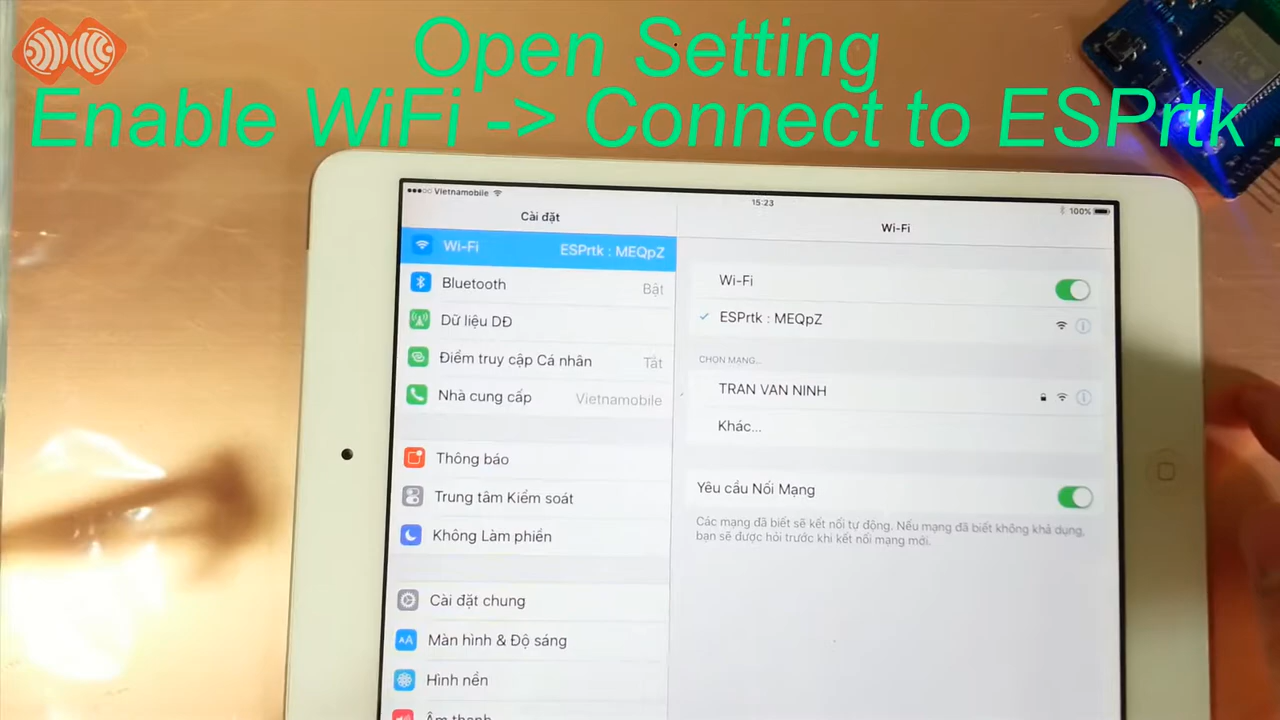 Open Setting
Enable WiFi -> Connect to ESPrtk :
Vietnamobile
15:23
100%
Cài đặt
Wi-Fi
Wi-Fi ESPrtk : MEQpZ
Bluetooth Bật
Dữ liệu DĐ
Điểm truy cập Cá nhân Tắt
Nhà cung cấp Vietnamobile
Thông báo
Trung tâm Kiểm soát
Không Làm phiền
Cài đặt chung
Màn hình & Độ sáng
Hình nền
Âm thanh
Wi-Fi
ESPrtk : MEQpZ
CHỌN MẠNG...
TRAN VAN NINH
Khác...
Yêu cầu Nối Mạng
Các mạng đã biết sẽ kết nối tự động. Nếu mạng đã biết không khả dụng,
bạn sẽ được hỏi trước khi kết nối mạng mới.